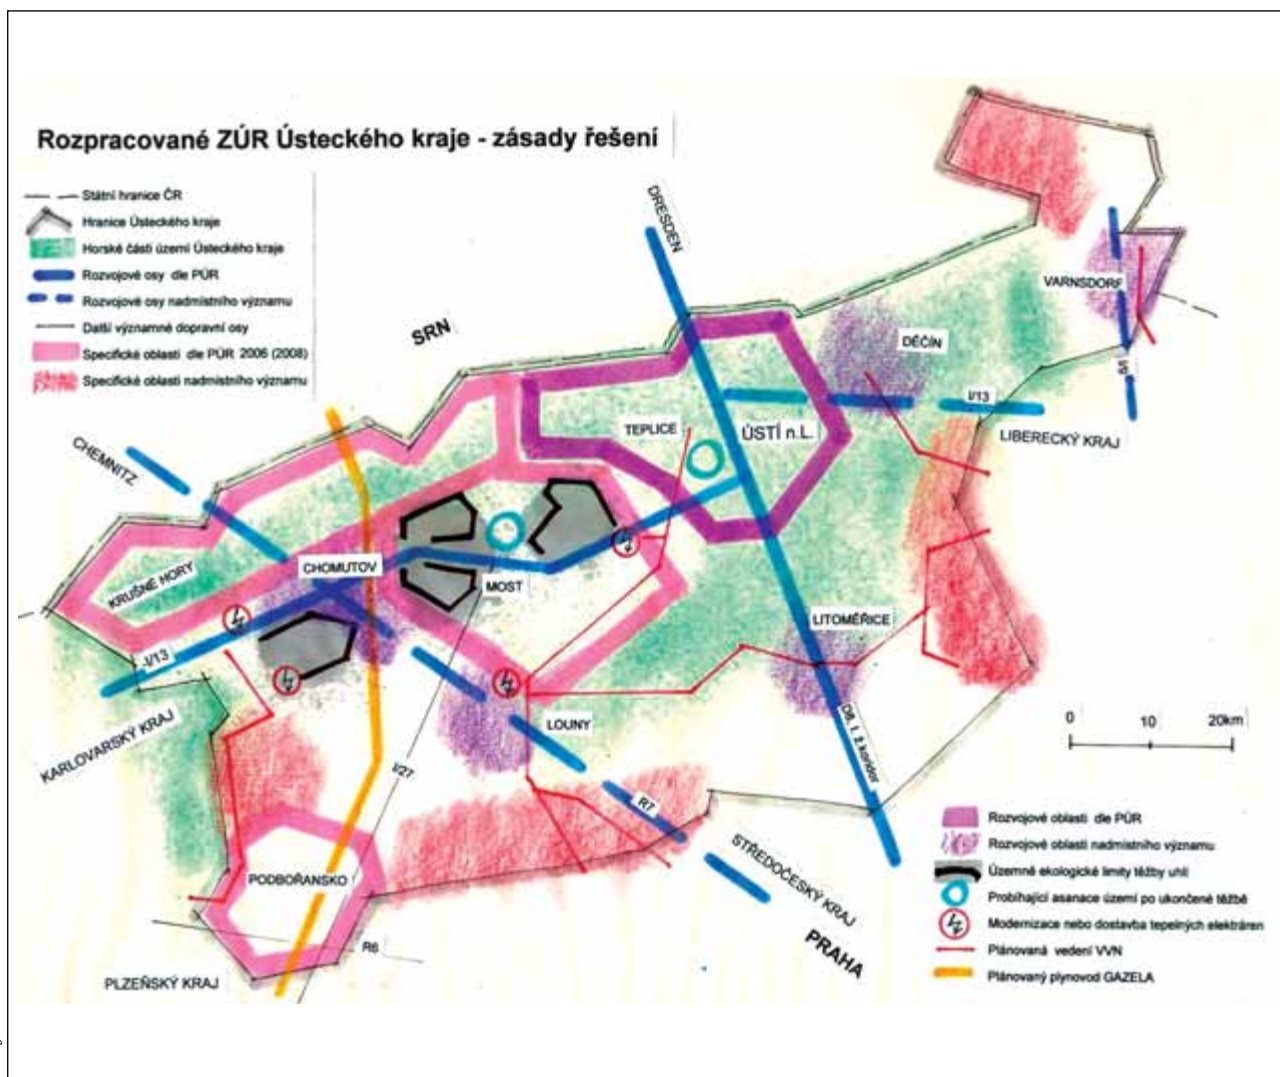 Rozpracované ZÚR Ústeckého kraje - zásady řešení
Státní hranice ČR
Hranice Ústeckého kraje
Horské části území Ústeckého kraje
Rozvojové osy dle PÚR
Rozvojové osy nadmístního významu
Další významné dopravní osy
Specifické oblasti dle PÚR 2006 (2008)
Specifické oblasti nadmístního významu
DRESDEN
SRN
VARNSDORF
DĚČÍN
I/9
I/13
LIBERECKÝ KRAJ
TEPLICE
ÚSTÍ n.L.
CHEMNITZ
KRUŠNÉ HORY
CHOMUTOV
MOST
LITOMĚŘICE
I/13
KARLOVARSKÝ KRAJ
LOUNY
D8, I. ž.koridor
0 10 20km
I/27
R7
STŘEDOČESKÝ KRAJ
PRAHA
PODBOŘANSKO
R6
PLZEŇSKÝ KRAJ
Rozvojové oblasti dle PÚR
Rozvojové oblasti nadmístního významu
Územně ekologické limity těžby uhlí
Probíhající asanace území po ukončené těžbě
Modernizace nebo dostavba tepelných elektráren
Plánovaná vedení VVN
Plánovaný plynovod GAZELA